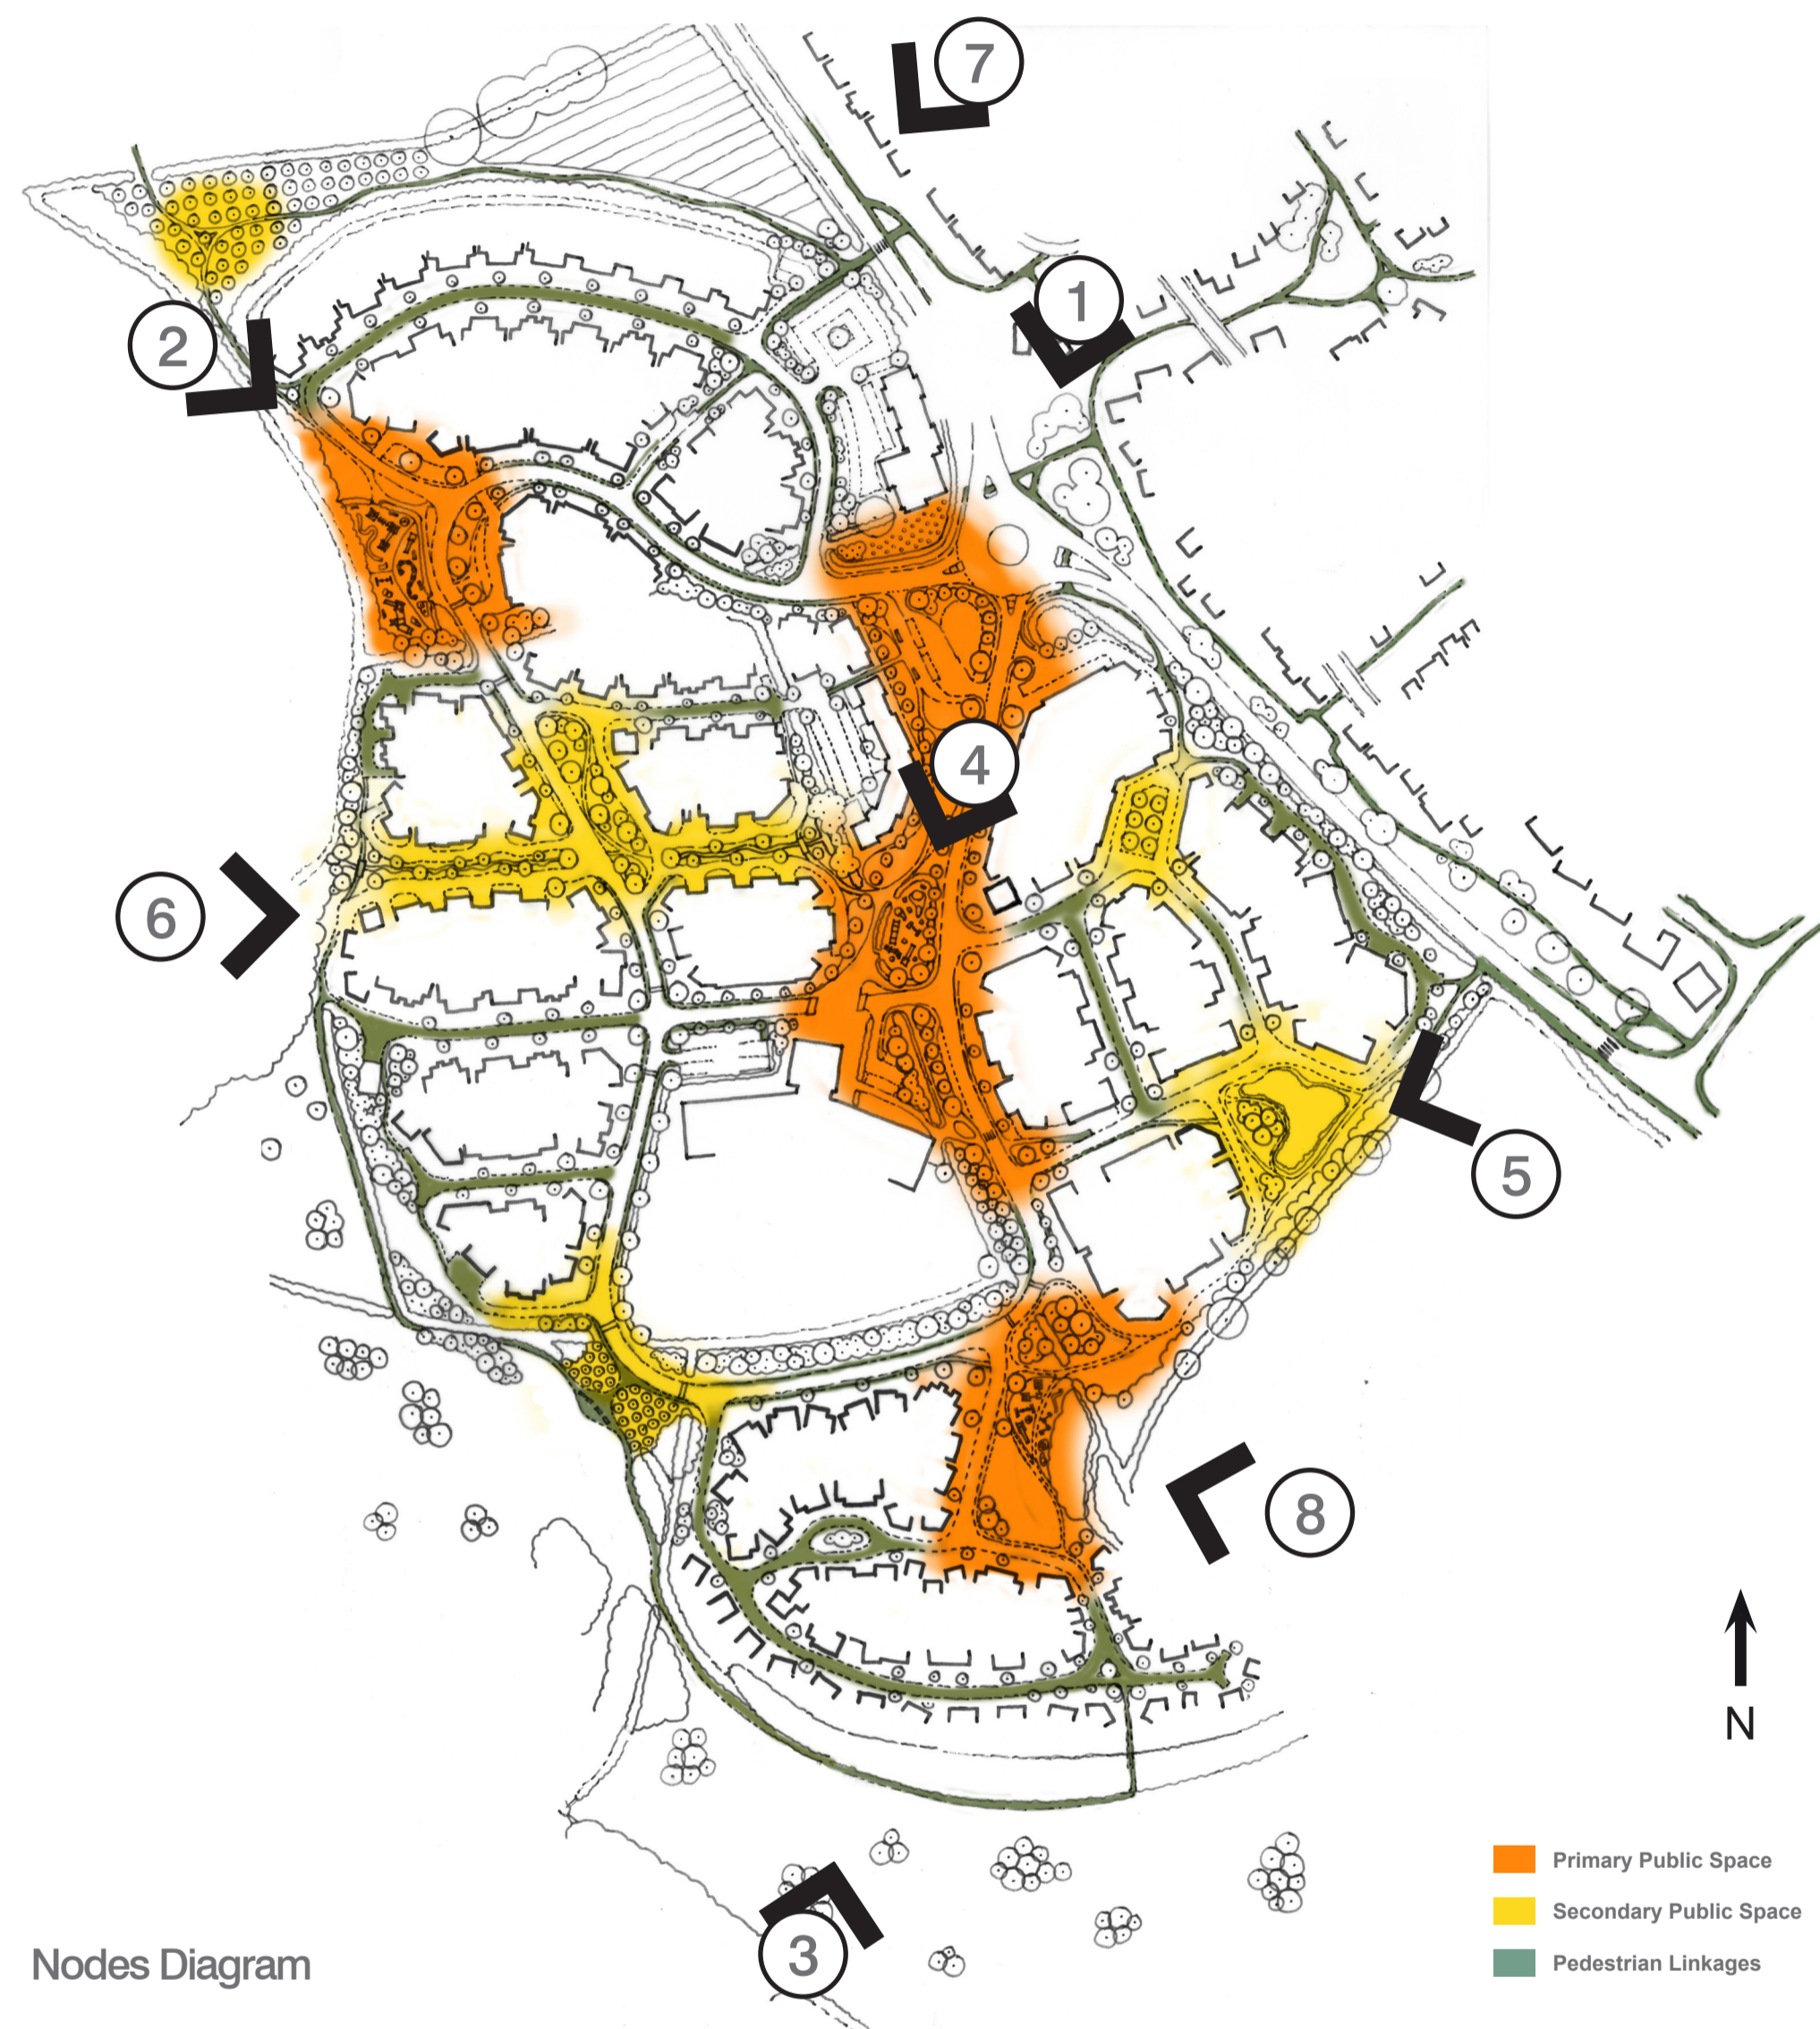 7
1
2
4
6
5
8
N
Primary Public Space
Secondary Public Space
Pedestrian Linkages
3
Nodes Diagram